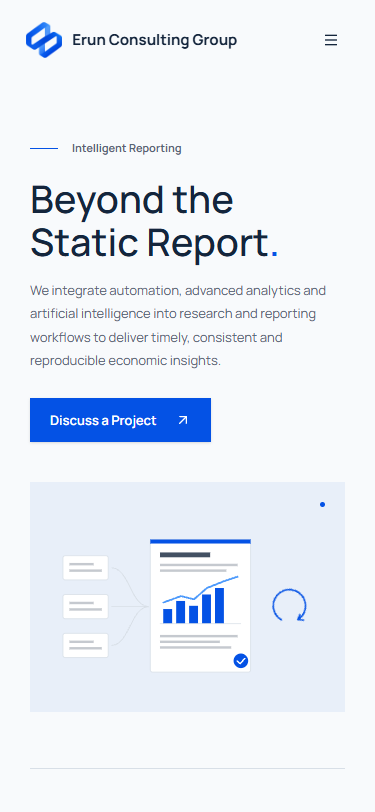 Erun Consulting Group
Intelligent Reporting
Beyond the
Static Report.
We integrate automation, advanced analytics and
artificial intelligence into research and reporting
workflows to deliver timely, consistent and
reproducible economic insights.
Discuss a Project